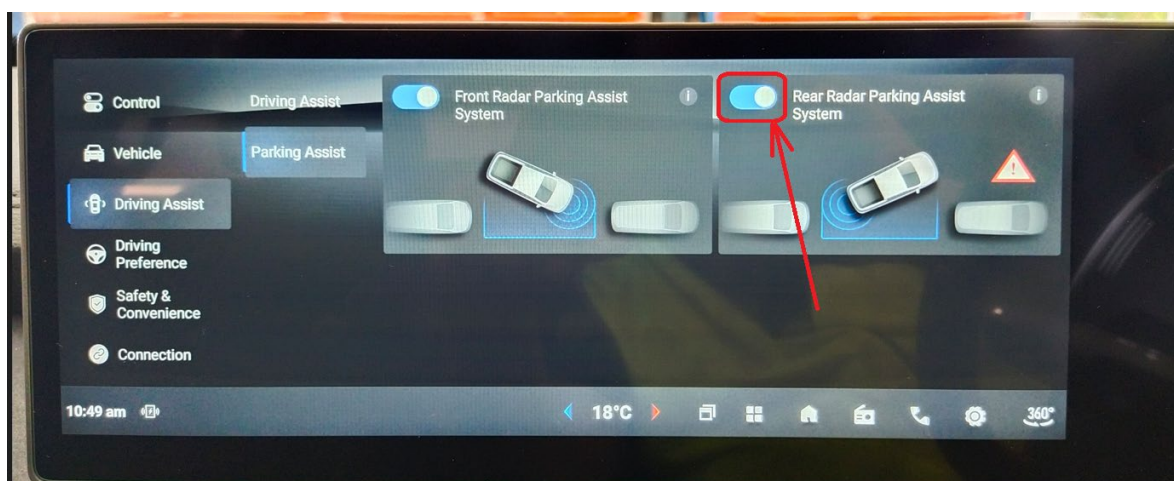 Control
Vehicle
Driving Assist
Driving
Preference
Safety &
Convenience
Connection
Driving Assist
Parking Assist
Front Radar Parking Assist
System
Rear Radar Parking Assist
System
10:49 am
18°C
360°